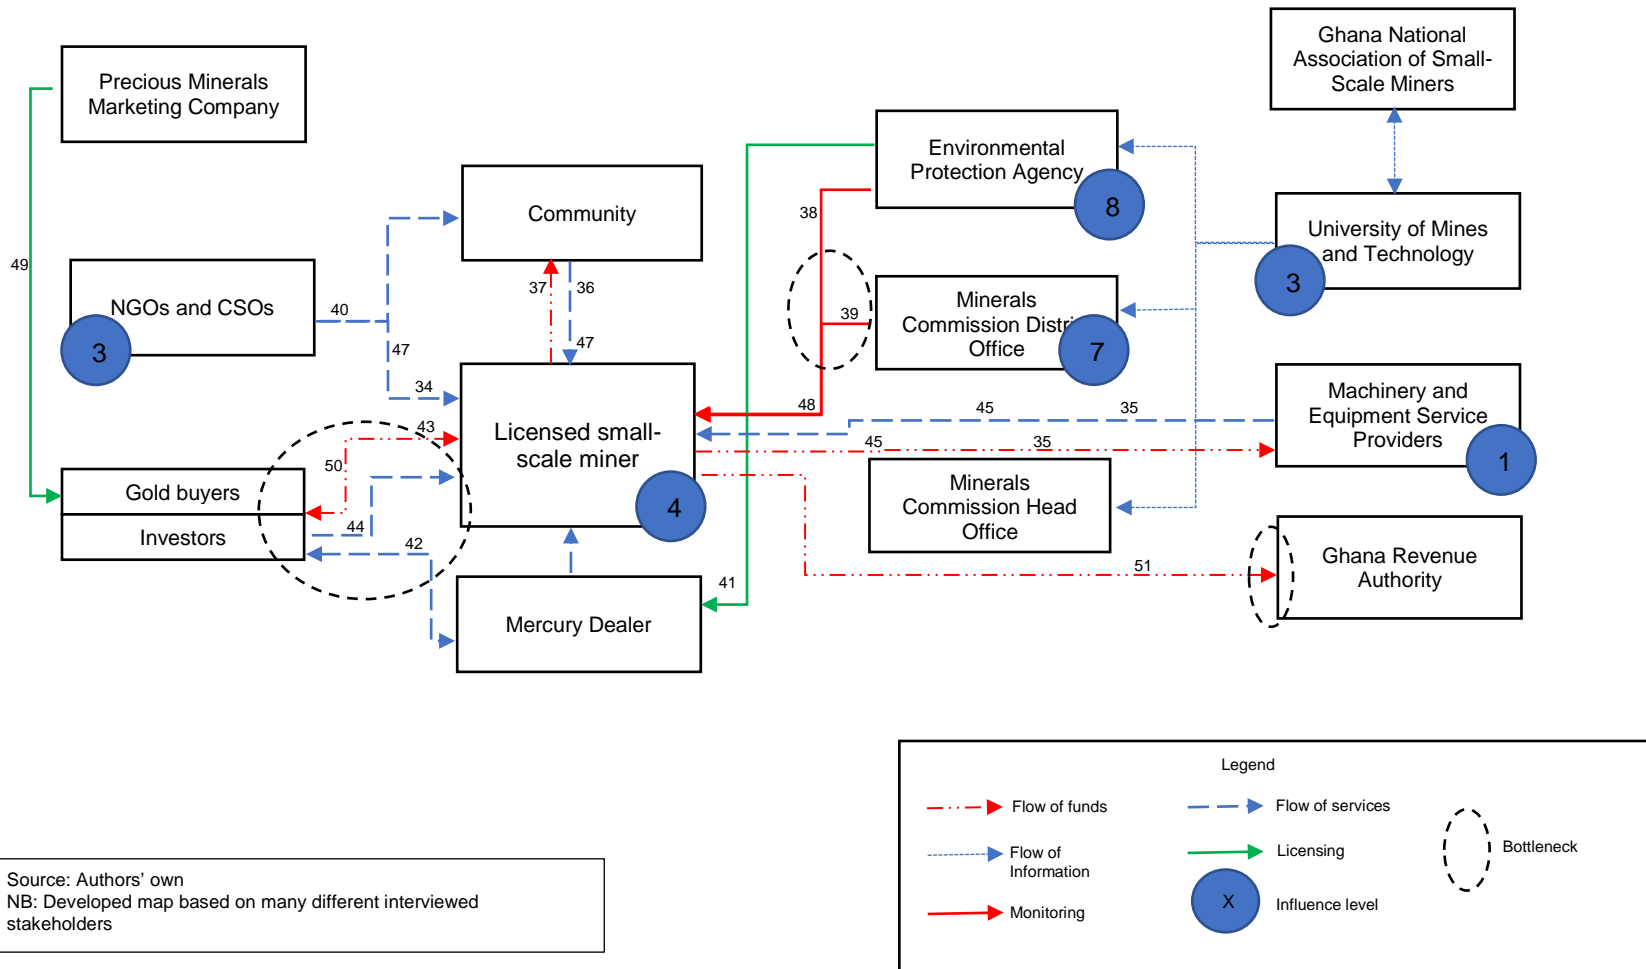 Precious Minerals
Marketing Company
Ghana National
Association of Small-
Scale Miners
Environmental
Protection Agency
8
Community
38
University of Mines
and Technology
3
49
NGOs and CSOs
3
40
47
34
37
36
47
39
Minerals
Commission Distri
Office
7
48
Machinery and
Equipment Service
Providers
1
45
35
45
35
Licensed small-
scale miner
4
43
50
Gold buyers
Investors
44
42
Minerals
Commission Head
Office
Ghana Revenue
Authority
51
41
Mercury Dealer
Legend
Flow of funds
Flow of services
Flow of
Information
Licensing
Bottleneck
Monitoring
X
Influence level
Source: Authors' own
NB: Developed map based on many different interviewed
stakeholders